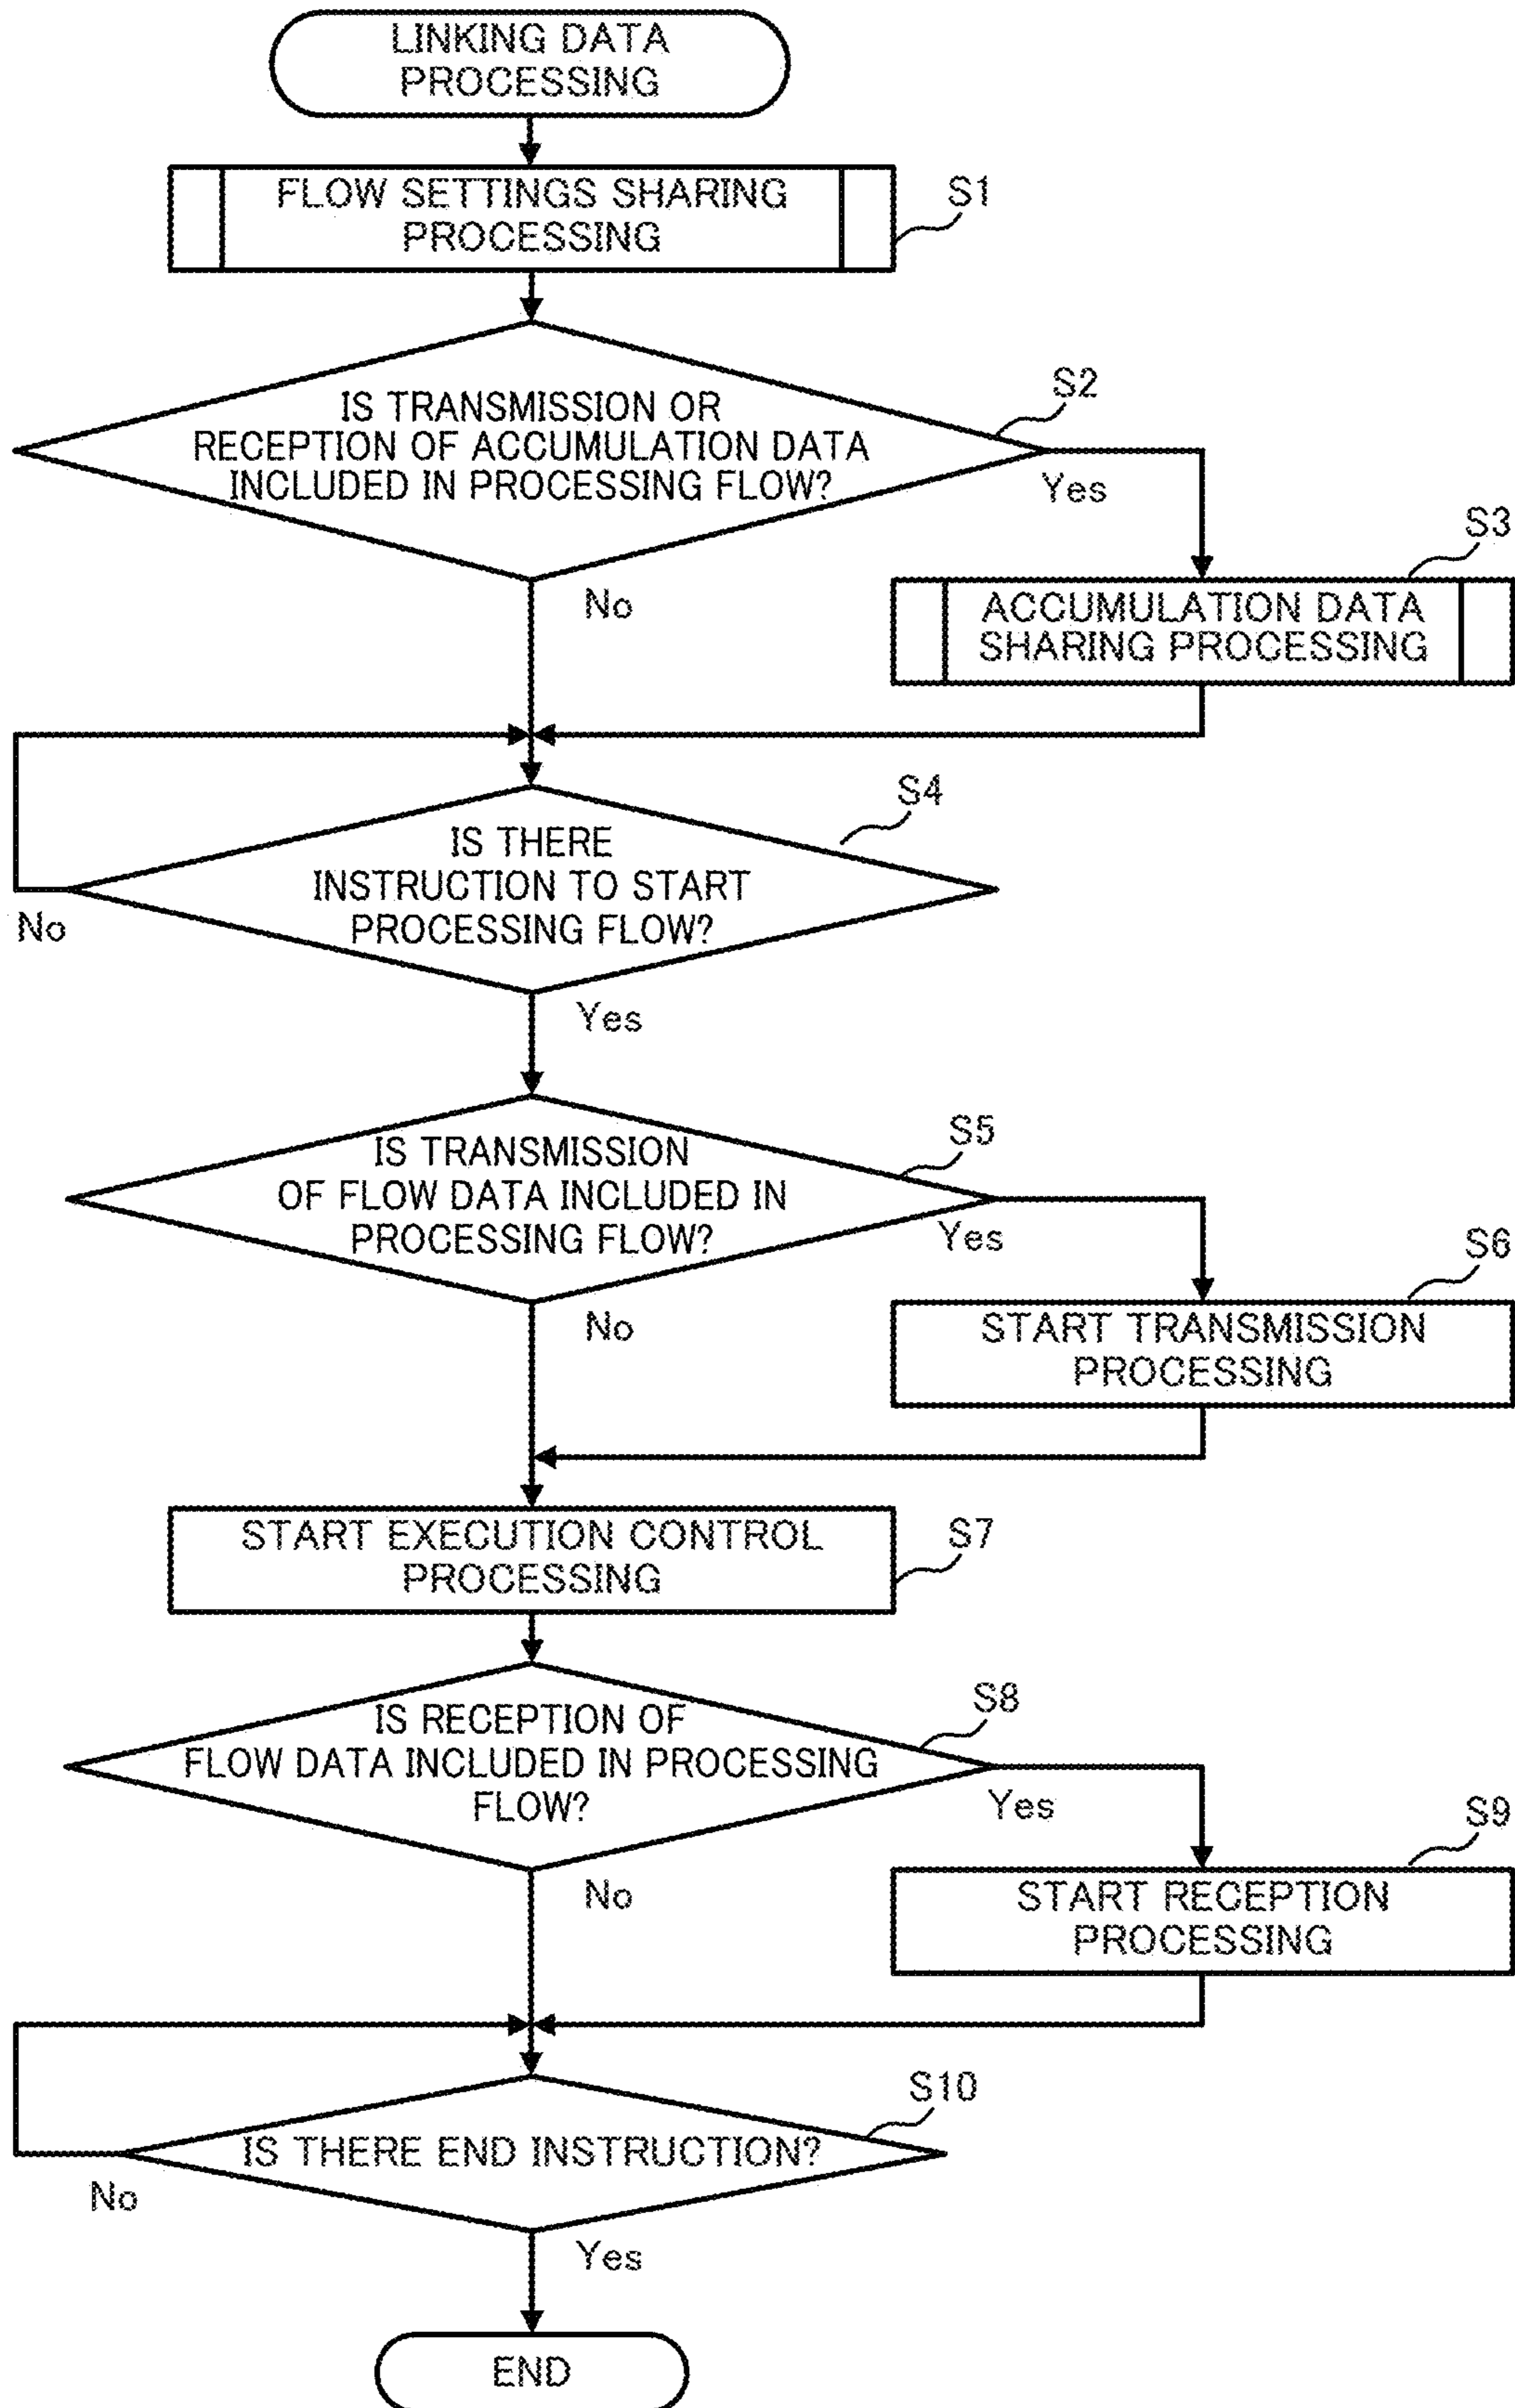 LINKING DATA
PROCESSING
FLOW SETTINGS SHARING
PROCESSING
S1
IS TRANSMISSION OR
RECEPTION OF ACCUMULATION DATA
INCLUDED IN PROCESSING FLOW?
S2
Yes
No
S3
ACCUMULATION DATA
SHARING PROCESSING
S4
IS THERE
INSTRUCTION TO START
PROCESSING FLOW?
No
Yes
S5
IS TRANSMISSION
OF FLOW DATA INCLUDED IN
PROCESSING FLOW?
Yes
No
S6
START TRANSMISSION
PROCESSING
START EXECUTION CONTROL
PROCESSING
S7
IS RECEPTION OF
FLOW DATA INCLUDED IN PROCESSING
FLOW?
S8
Yes
No
S9
START RECEPTION
PROCESSING
S10
IS THERE END INSTRUCTION?
No
Yes
END